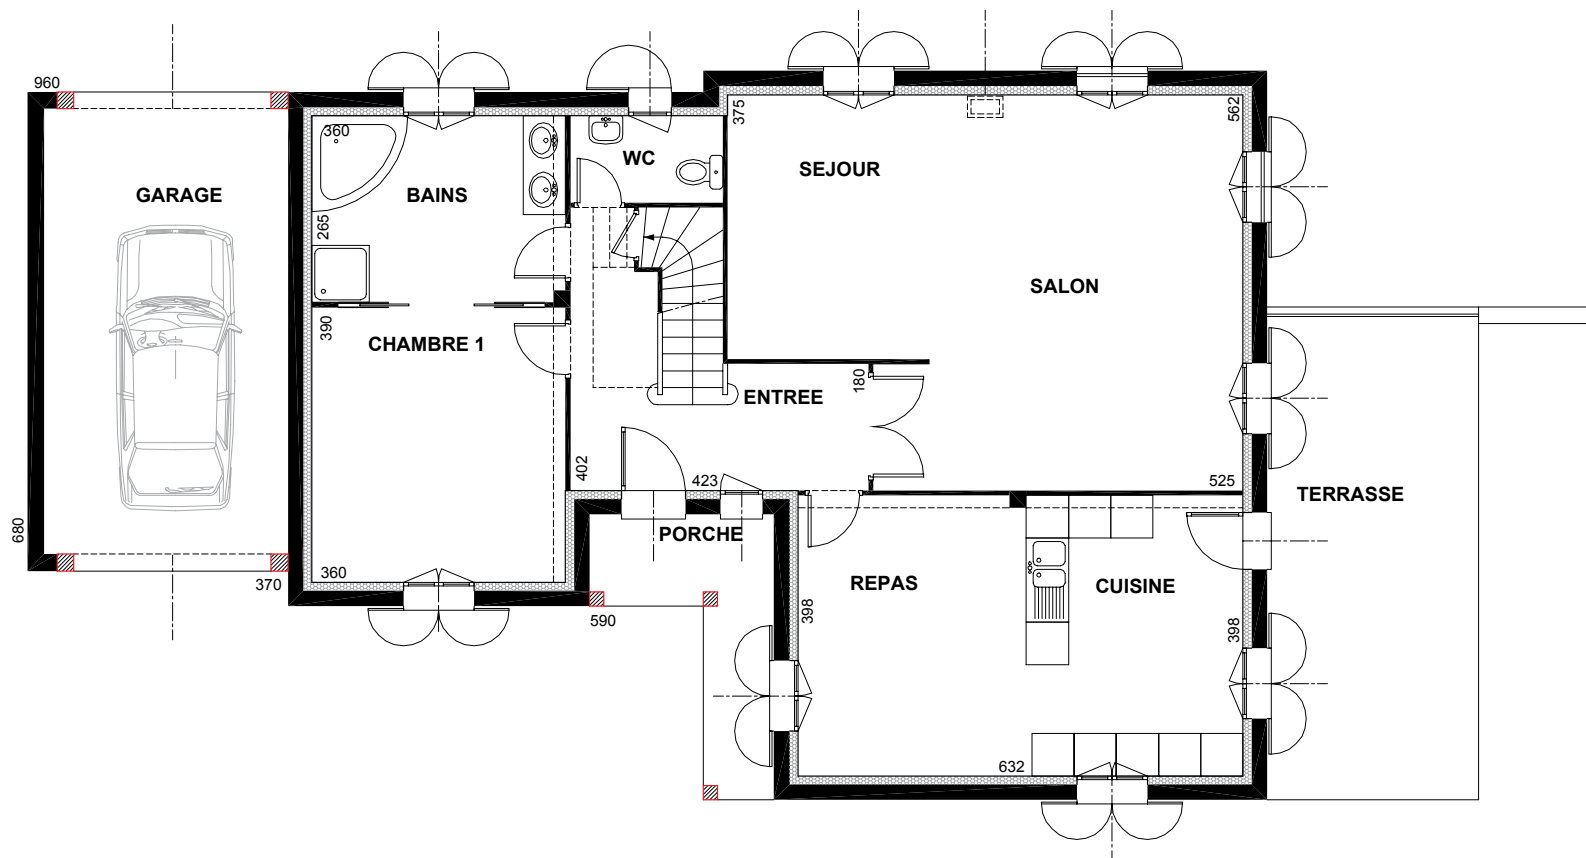 960
375
562
360
WC
SEJOUR
GARAGE
BAINS
265
SALON
390
CHAMBRE 1
180
ENTREE
402
423
525
TERRASSE
680
PORCHE
360
370
REPAS
CUISINE
590
398
398
632